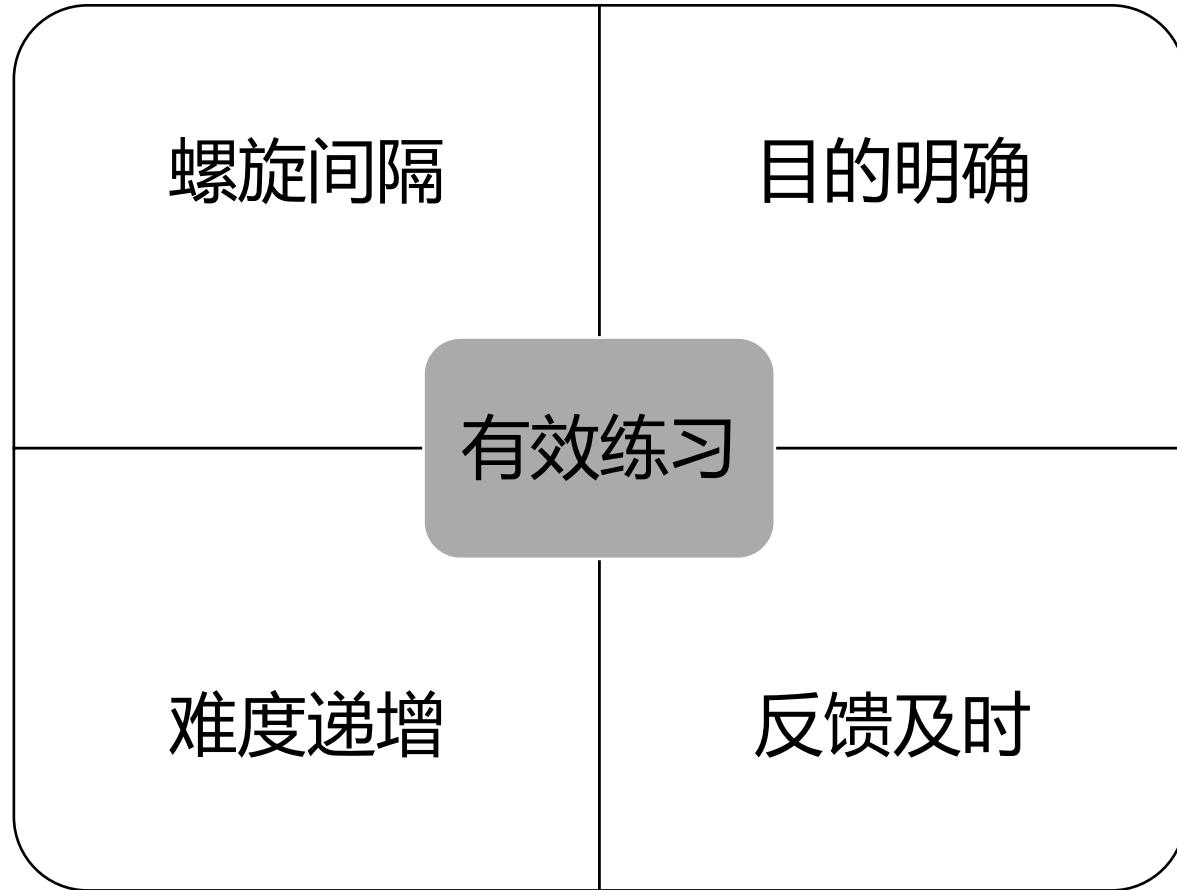 螺旋间隔
目的明确
有效练习
难度递增
反馈及时